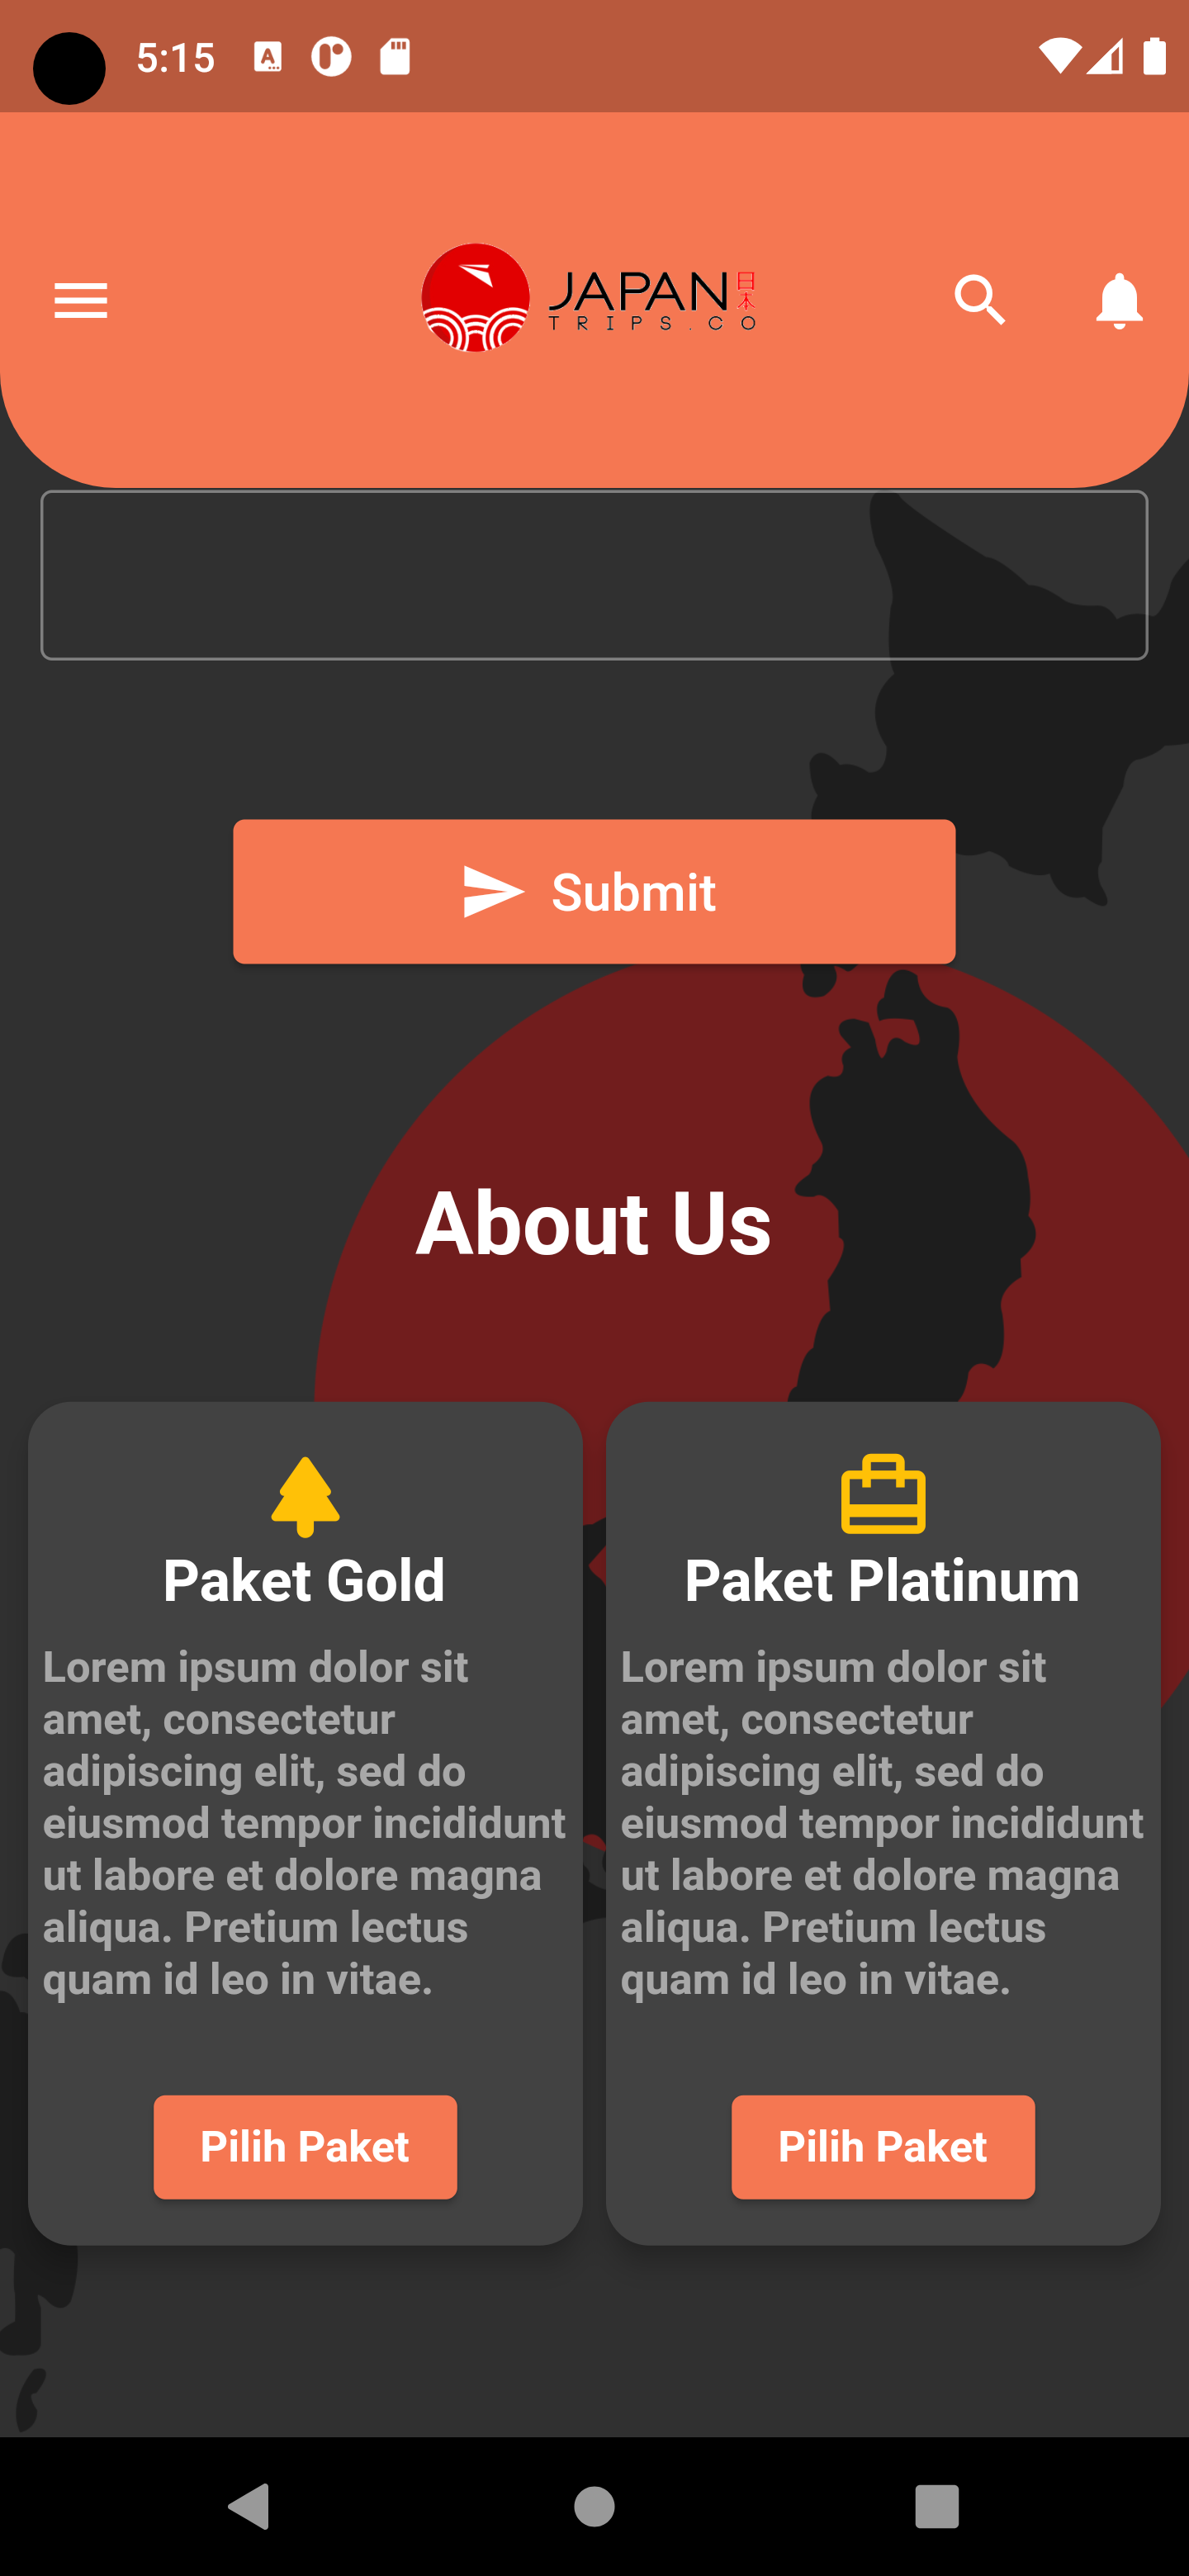 5:15
JAPAN 日本
TRIPS.CO
Submit
About Us
Paket Gold
Lorem ipsum dolor sit
amet, consectetur
adipiscing elit, sed do
eiusmod tempor incididunt
ut labore et dolore magna
aliqua. Pretium lectus
quam id leo in vitae.
Pilih Paket
Paket Platinum
Lorem ipsum dolor sit
amet, consectetur
adipiscing elit, sed do
eiusmod tempor incididunt
ut labore et dolore magna
aliqua. Pretium lectus
quam id leo in vitae.
Pilih Paket